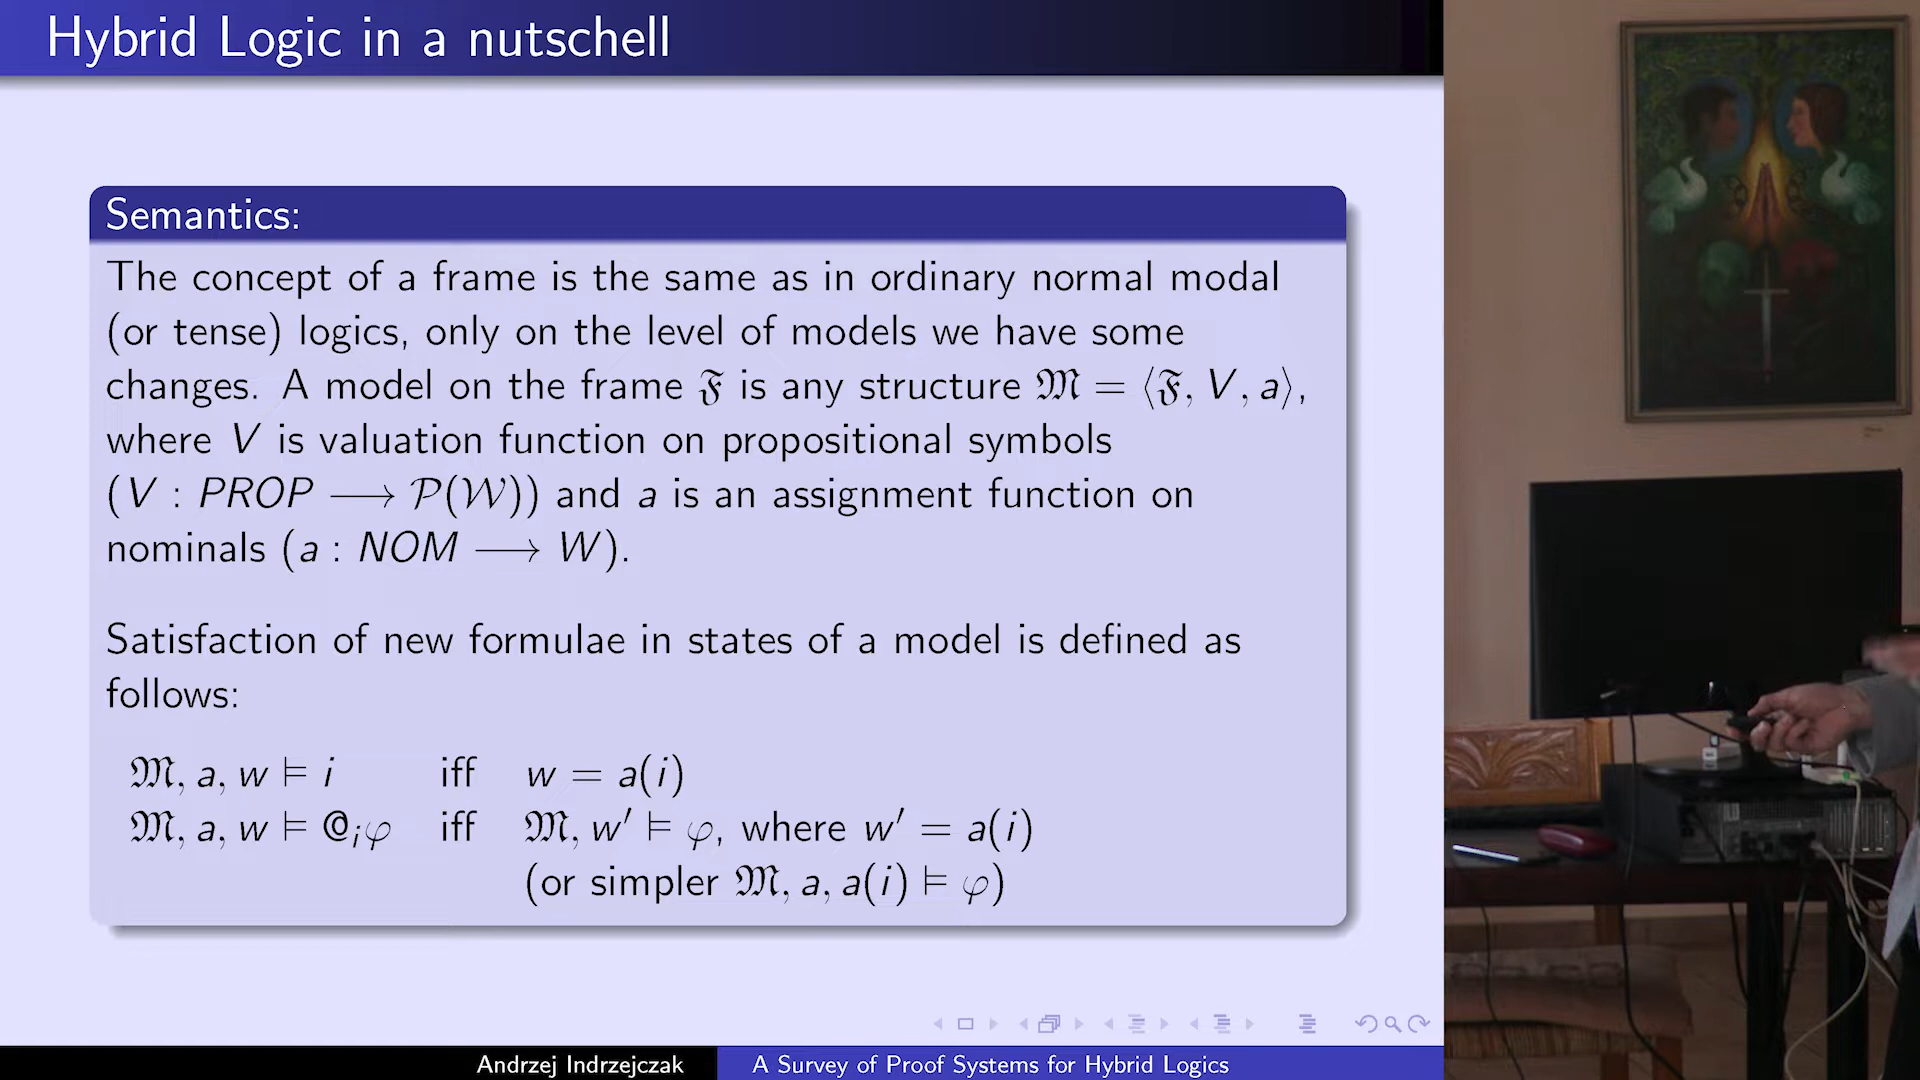 Hybrid Logic in a nutschell
Semantics:
The concept of a frame is the same as in ordinary normal modal
(or tense) logics, only on the level of models we have some
changes. A model on the frame 𝔉 is any structure 𝔐 = ⟨𝔉, V, a⟩,
where V is valuation function on propositional symbols
(V : PROP ⟶ 𝒫(𝒲)) and a is an assignment function on
nominals (a : NOM ⟶ W).
Satisfaction of new formulae in states of a model is defined as
follows:
𝔐, a, w ⊨ i iff w = a(i)
𝔐, a, w ⊨ @ᵢφ iff 𝔐, w′ ⊨ φ, where w′ = a(i)
(or simpler 𝔐, a, a(i) ⊨ φ)
Andrzej Indrzejczak A Survey of Proof Systems for Hybrid Logics